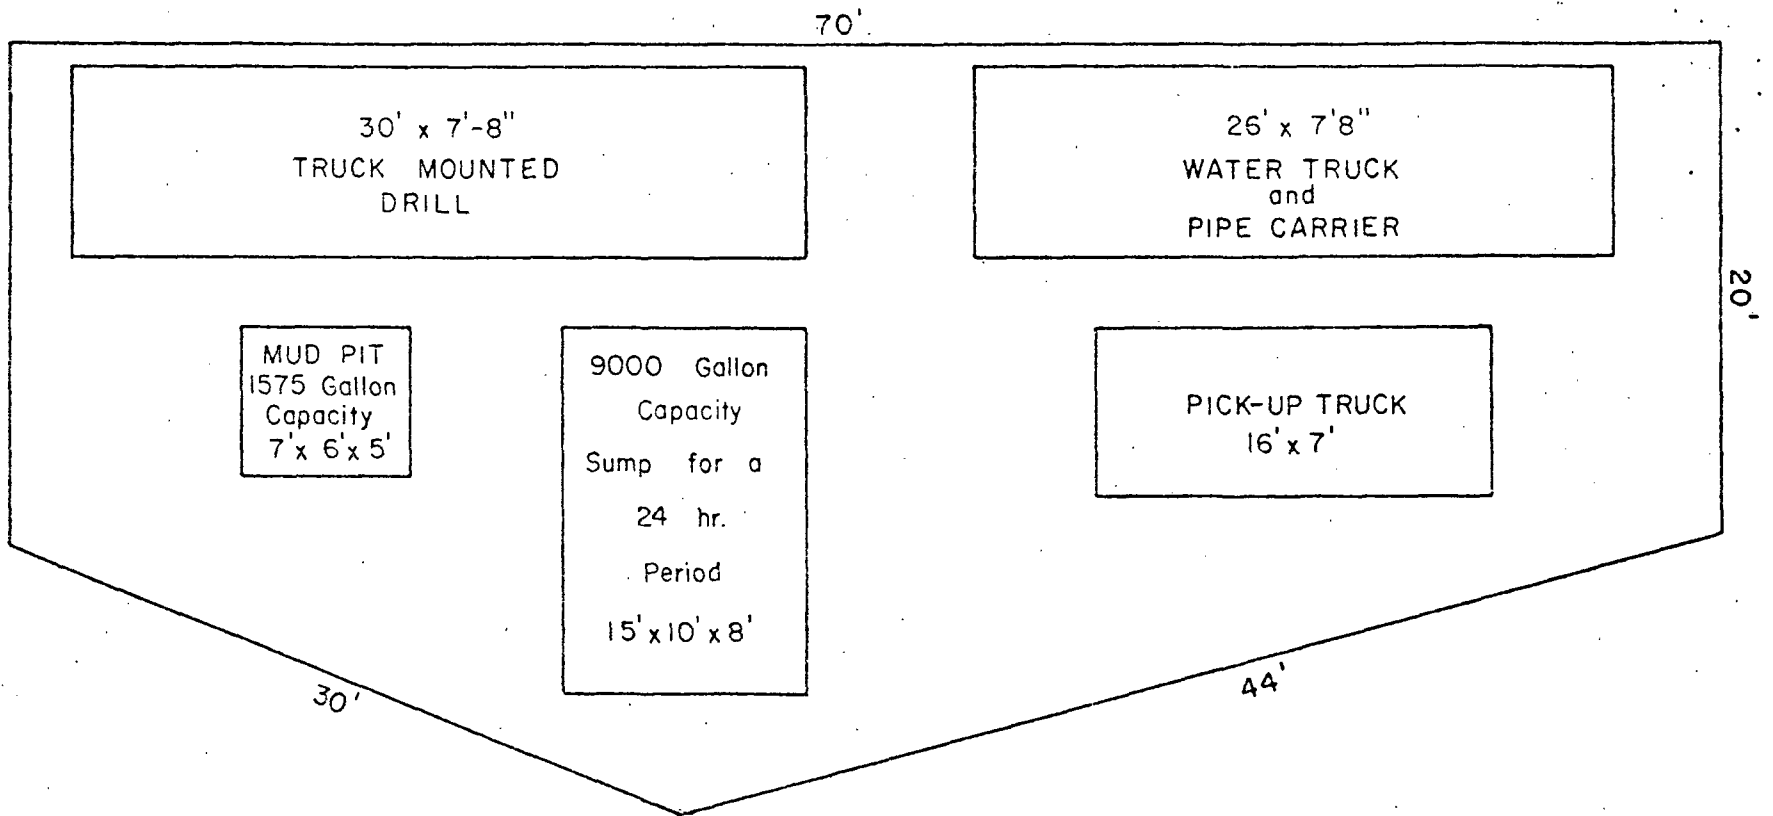 70'
30' x 7'-8"
TRUCK MOUNTED
DRILL
26' x 7'8"
WATER TRUCK
and
PIPE CARRIER
20'
MUD PIT
1575 Gallon
Capacity
7'x 6'x 5'
9000 Gallon
Capacity
Sump for a
24 hr.
Period
15'x10'x8'
PICK-UP TRUCK
16'x 7'
30'
44'